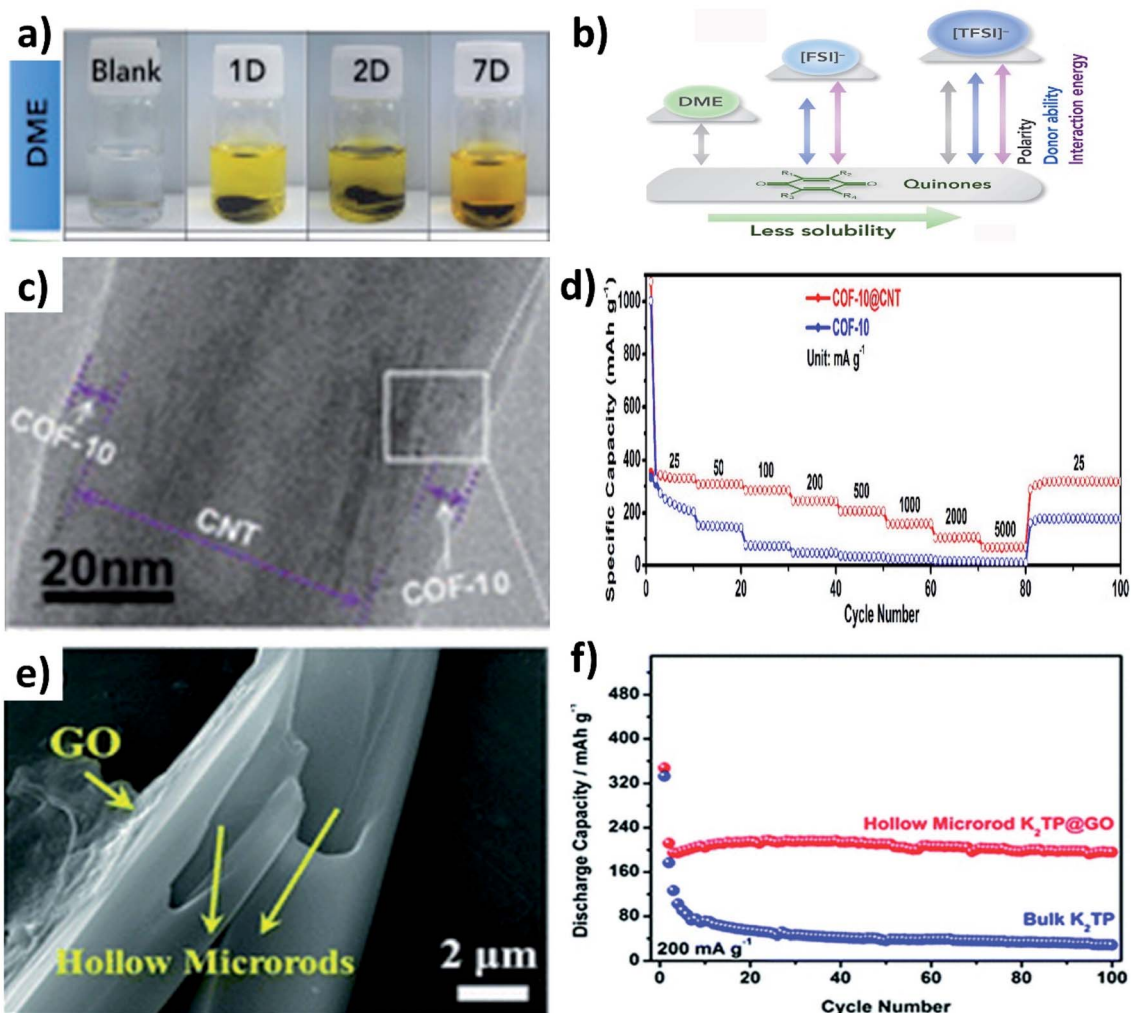 a)
DME
Blank
1D
2D
7D
b)
DME
[FSI]⁻
[TFSI]⁻
Polarity
Donor ability
Interaction energy
R₁
R₂
O
O
R₃
R₄
Quinones
Less solubility
c)
COF-10
CNT
COF-10
20nm
d)
Specific Capacity (mAh g⁻¹)
1000
800
600
400
200
0
COF-10@CNT
COF-10
Unit: mA g⁻¹
25
50
100
200
500
1000
2000
5000
25
0
20
40
60
80
100
Cycle Number
e)
GO
Hollow Microrods
2 µm
f)
Discharge Capacity / mAh g⁻¹
480
400
320
240
160
80
0
Hollow Microrod K₂TP@GO
Bulk K₂TP
200 mA g⁻¹
0
20
40
60
80
100
Cycle Number